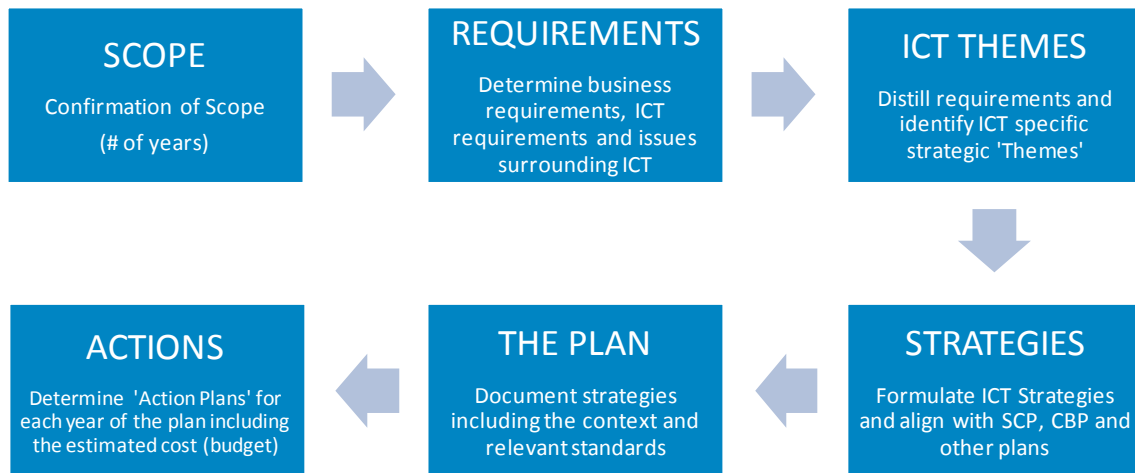 SCOPE
Confirmation of Scope
(# of years)
REQUIREMENTS
Determine business
requirements, ICT
requirements and issues
surrounding ICT
ICT THEMES
Distill requirements and
identify ICT specific
strategic 'Themes'
STRATEGIES
Formulate ICT Strategies
and align with SCP, CBP and
other plans
THE PLAN
Document strategies
including the context and
relevant standards
ACTIONS
Determine 'Action Plans' for
each year of the plan including
the estimated cost (budget)